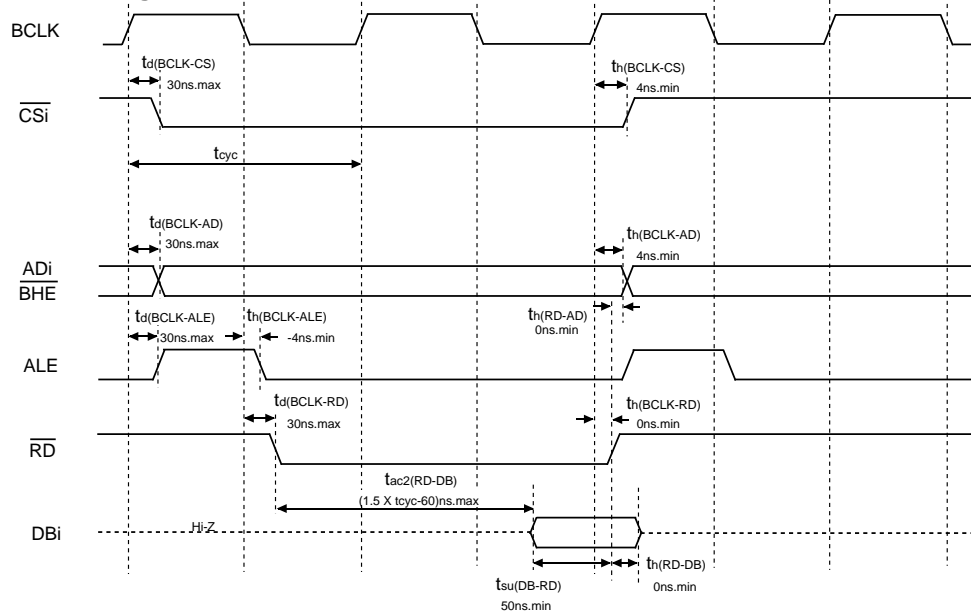 BCLK
td(BCLK-CS)
30ns.max
th(BCLK-CS)
4ns.min
CSi
tcyc
td(BCLK-AD)
30ns.max
th(BCLK-AD)
4ns.min
ADi
BHE
th(RD-AD)
0ns.min
td(BCLK-ALE)
30ns.max
th(BCLK-ALE)
-4ns.min
ALE
td(BCLK-RD)
30ns.max
th(BCLK-RD)
0ns.min
RD
tac2(RD-DB)
(1.5 X tcyc-60)ns.max
Hi-Z
DBi
tsu(DB-RD)
50ns.min
th(RD-DB)
0ns.min